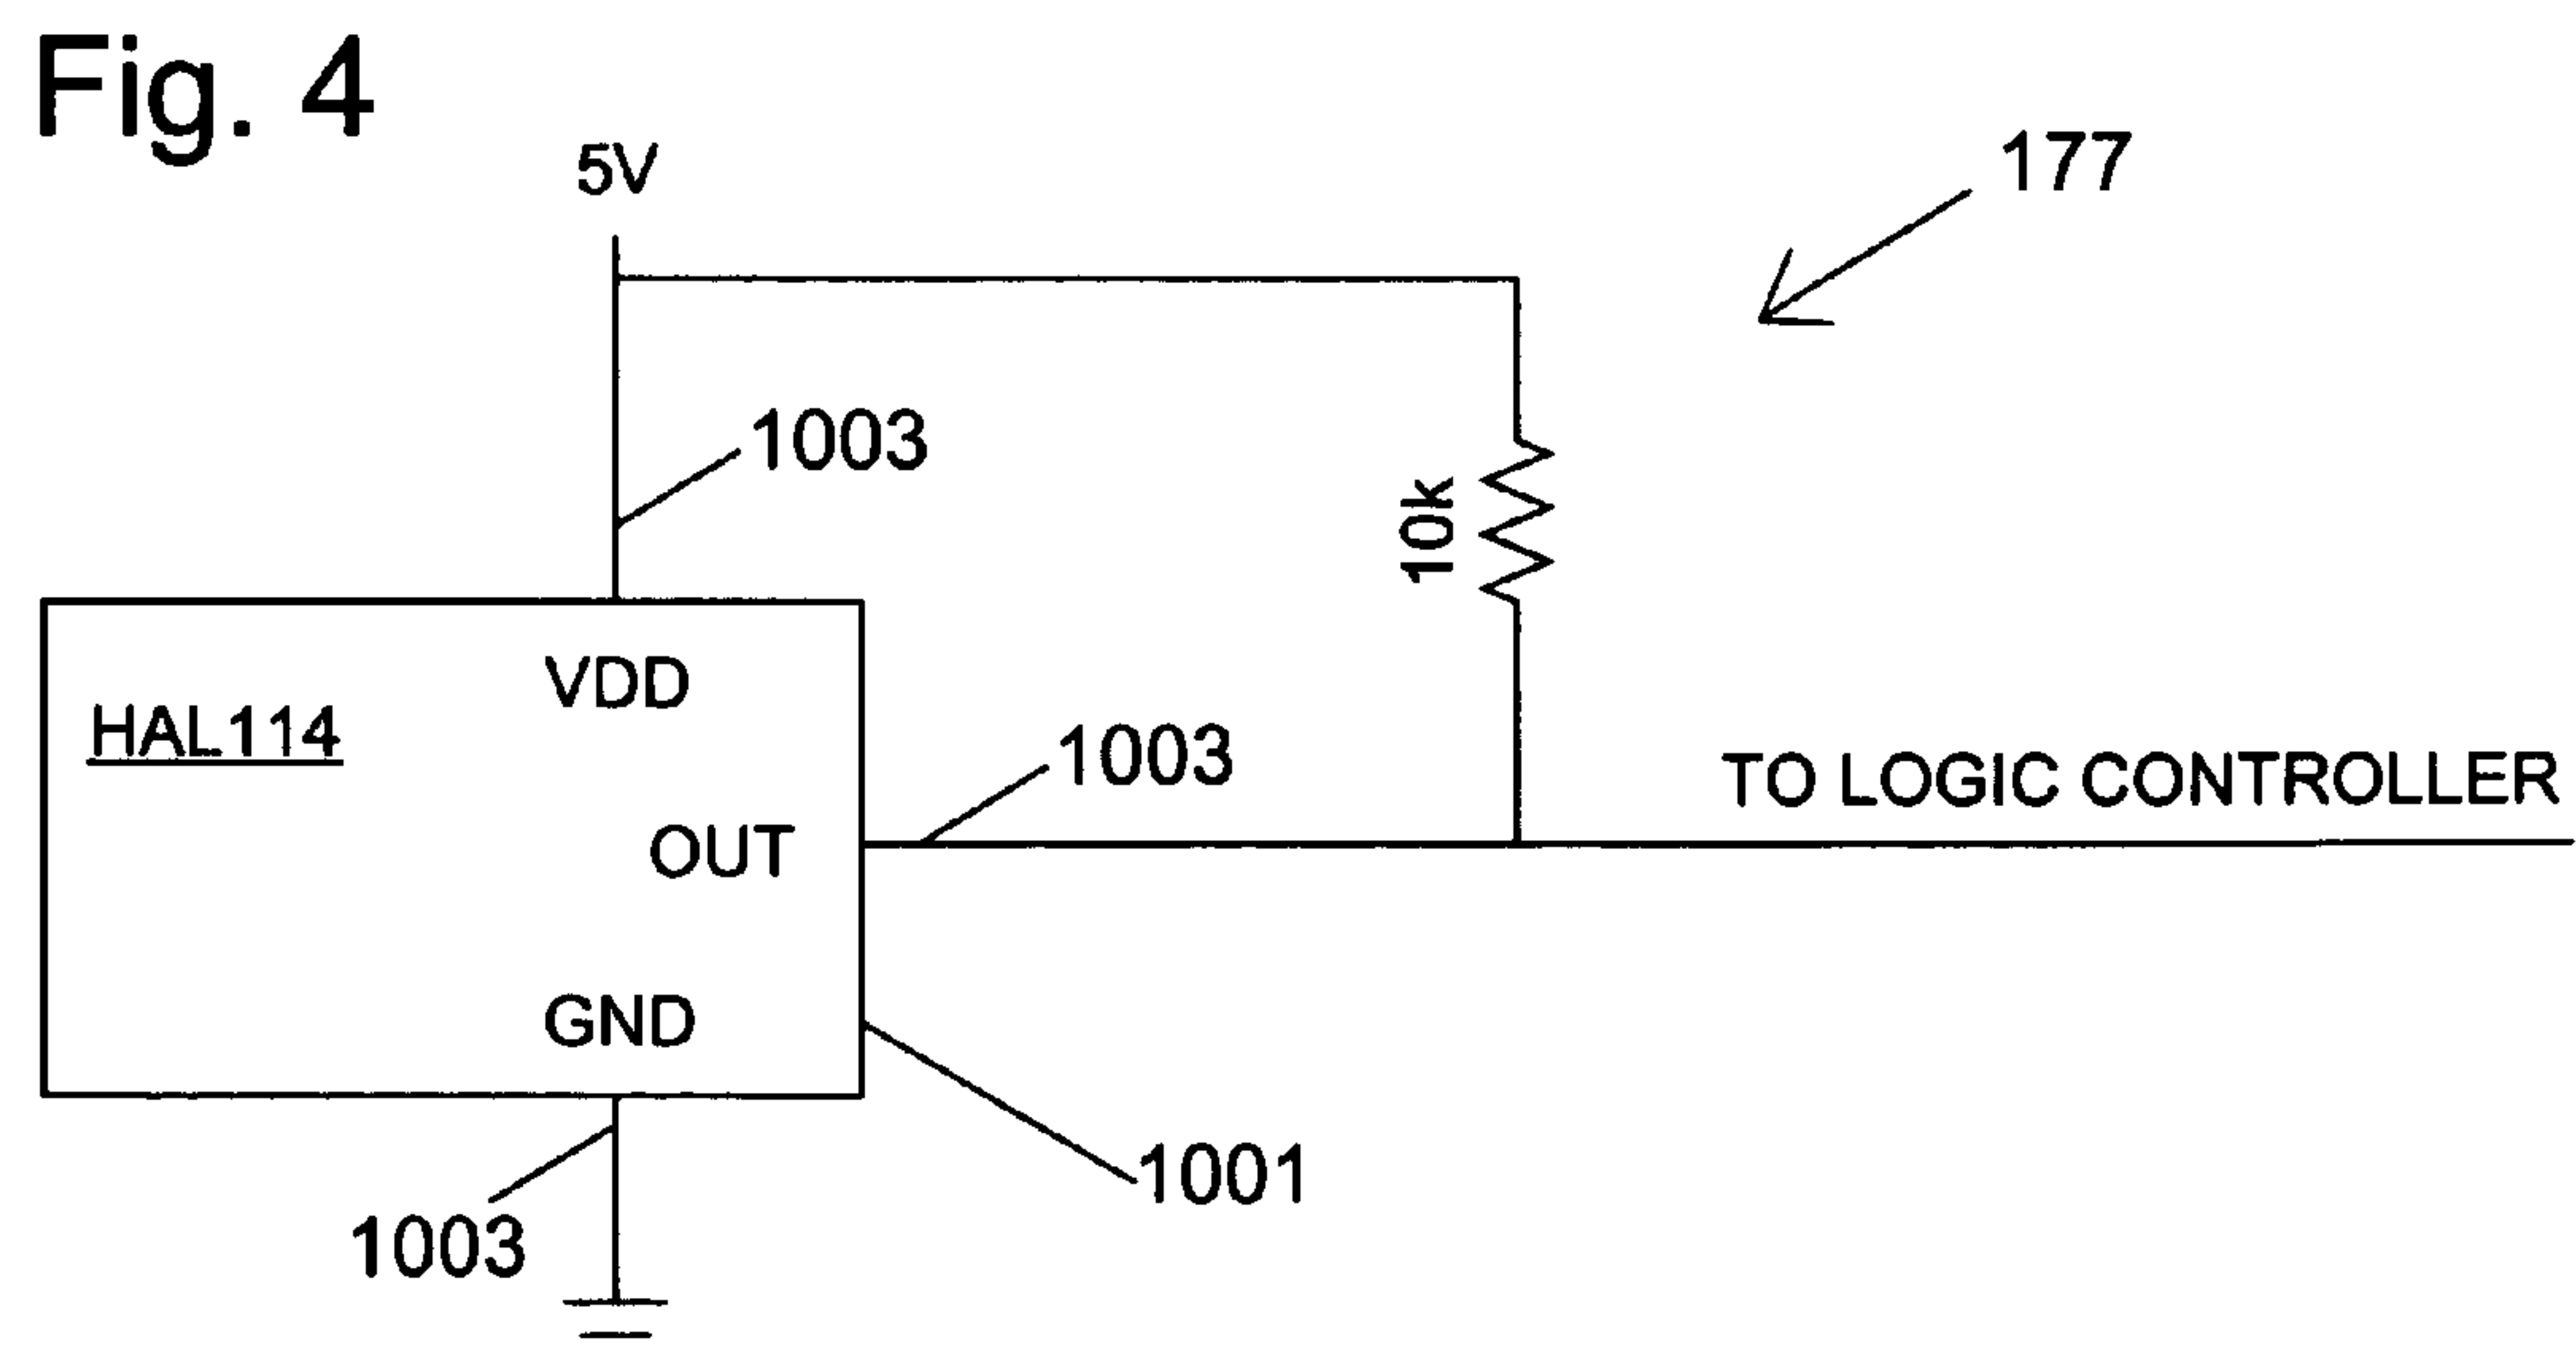 Fig. 4
5V
177
1003
10k
VDD
HAL114
1003
TO LOGIC CONTROLLER
OUT
GND
1001
1003